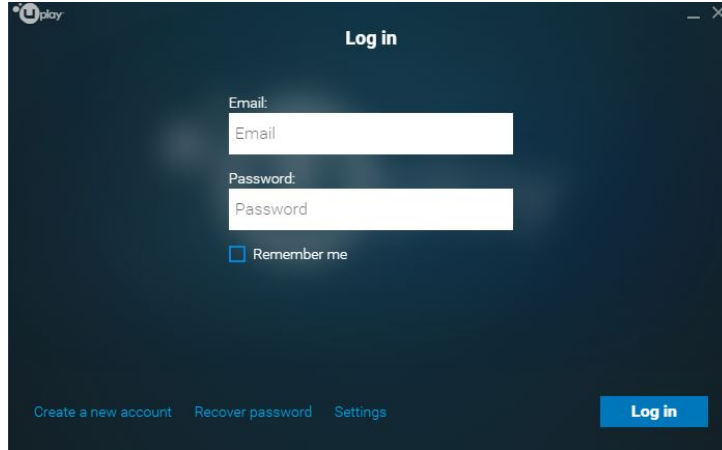 Uplay
Log in
Email:
Email
Password:
Password
Remember me
Create a new account Recover password Settings Log in